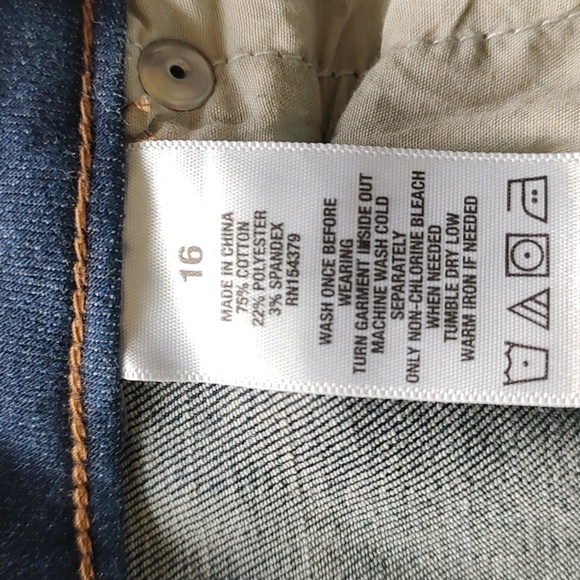 16
MADE IN CHINA
75% COTTON
22% POLYESTER
3% SPANDEX
RN154379
WASH ONCE BEFORE
WEARING
TURN GARMENT INSIDE OUT
MACHINE WASH COLD
SEPARATELY
ONLY NON-CHLORINE BLEACH
WHEN NEEDED
TUMBLE DRY LOW
WARM IRON IF NEEDED